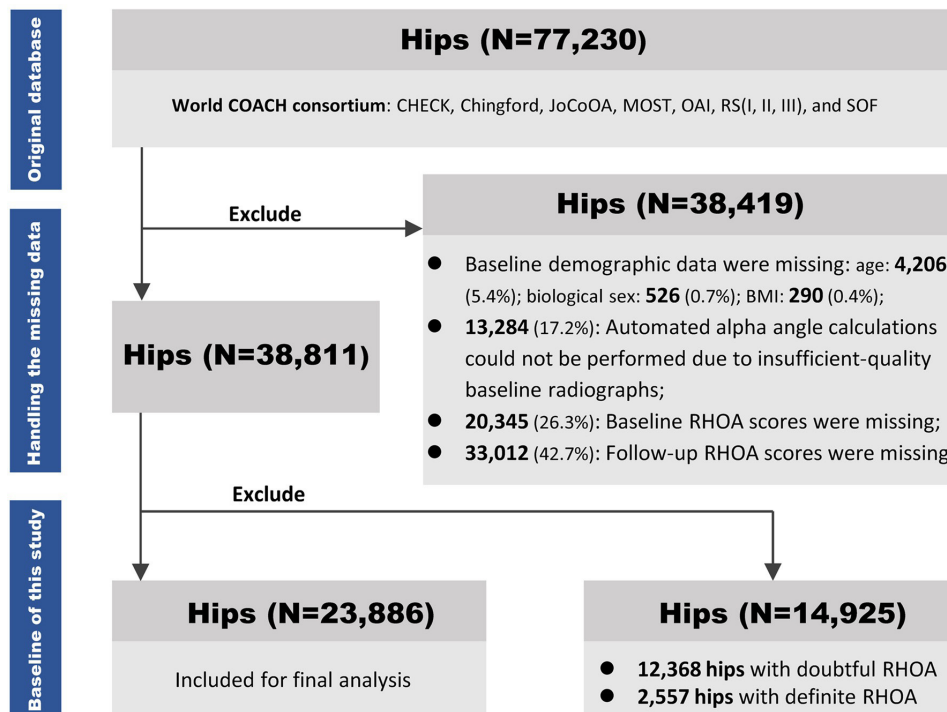 Original database
Hips (N=77,230)
World COACH consortium: CHECK, Chingford, JoCoOA, MOST, OAI, RS(I, II, III), and SOF
Handling the missing data
Exclude
Hips (N=38,419)
● Baseline demographic data were missing: age: 4,206
(5.4%); biological sex: 526 (0.7%); BMI: 290 (0.4%);
● 13,284 (17.2%): Automated alpha angle calculations
could not be performed due to insufficient-quality
baseline radiographs;
● 20,345 (26.3%): Baseline RHOA scores were missing;
● 33,012 (42.7%): Follow-up RHOA scores were missing
Hips (N=38,811)
Baseline of this study
Exclude
Hips (N=23,886)
Included for final analysis
Hips (N=14,925)
● 12,368 hips with doubtful RHOA
● 2,557 hips with definite RHOA